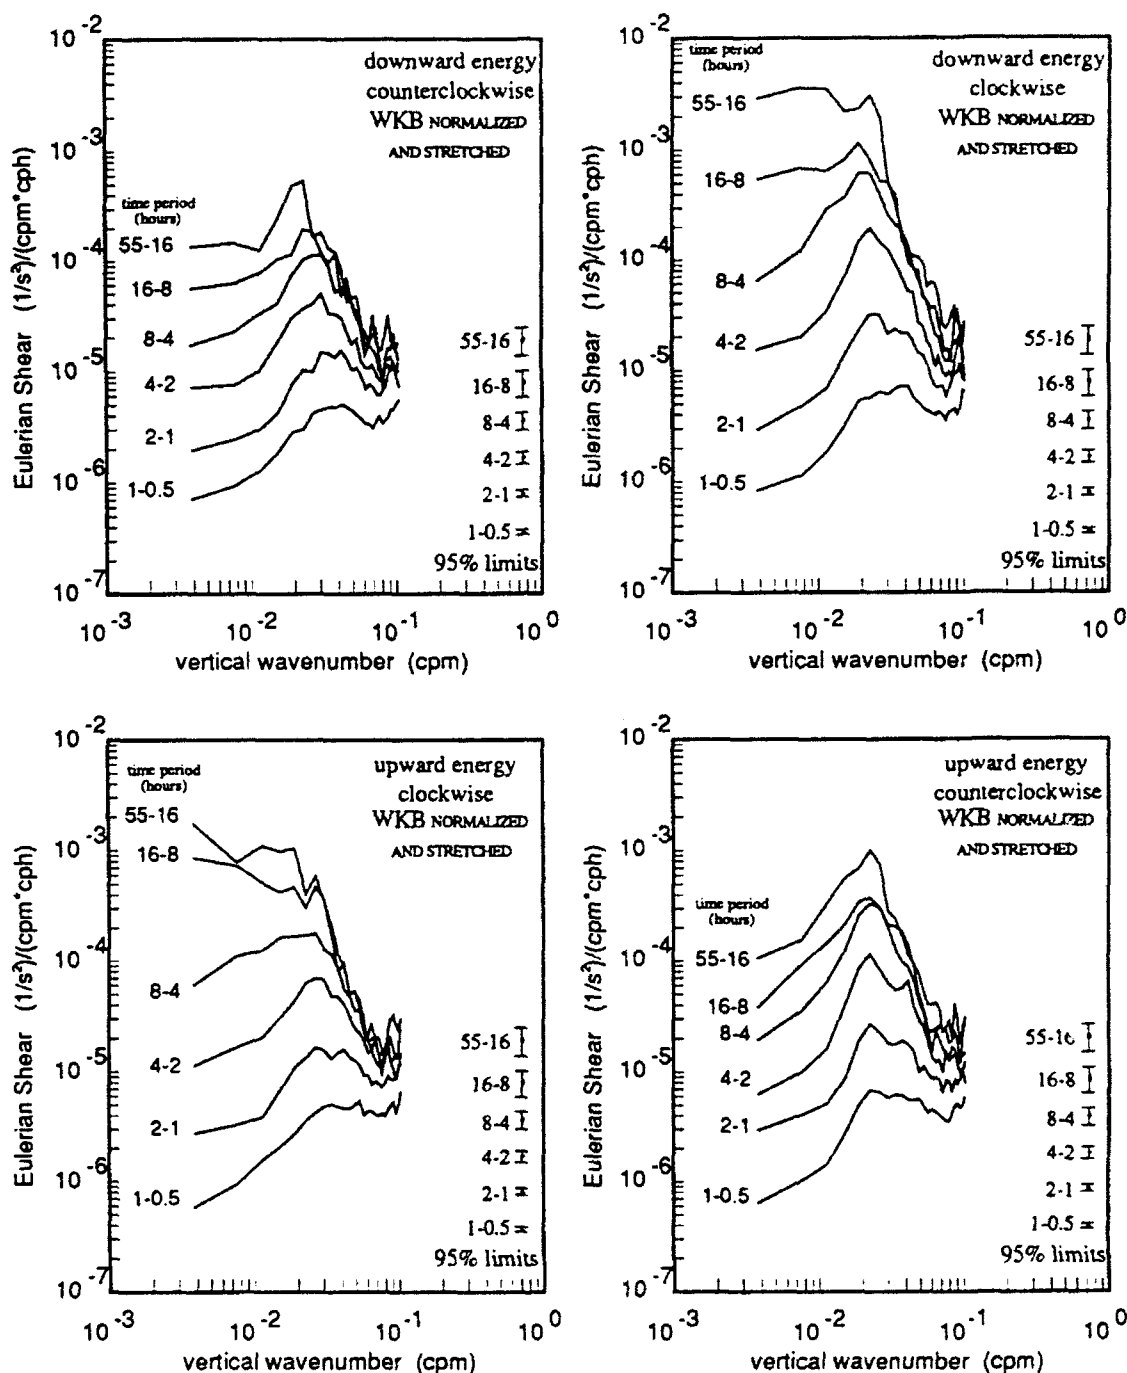 10^-2
time period
(hours)
55-16
16-8
8-4
4-2
2-1
1-0.5
downward energy
counterclockwise
WKB NORMALIZED
AND STRETCHED
10^-3
10^-4
10^-5
10^-6
10^-7
Eulerian Shear (1/s²)/(cpm*cph)
55-16
16-8
8-4
4-2
2-1
1-0.5
95% limits
10^-3
10^-2
10^-1
10^0
vertical wavenumber (cpm)
10^-2
time period
(hours)
55-16
16-8
8-4
4-2
2-1
1-0.5
downward energy
clockwise
WKB NORMALIZED
AND STRETCHED
10^-3
10^-4
10^-5
10^-6
10^-7
Eulerian Shear (1/s²)/(cpm*cph)
55-16
16-8
8-4
4-2
2-1
1-0.5
95% limits
10^-3
10^-2
10^-1
10^0
vertical wavenumber (cpm)
10^-2
time period
(hours)
55-16
16-8
8-4
4-2
2-1
1-0.5
upward energy
clockwise
WKB NORMALIZED
AND STRETCHED
10^-3
10^-4
10^-5
10^-6
10^-7
Eulerian Shear (1/s²)/(cpm*cph)
55-16
16-8
8-4
4-2
2-1
1-0.5
95% limits
10^-3
10^-2
10^-1
10^0
vertical wavenumber (cpm)
10^-2
upward energy
counterclockwise
WKB NORMALIZED
AND STRETCHED
10^-3
time period
(hours)
55-16
16-8
8-4
4-2
2-1
1-0.5
10^-4
10^-5
10^-6
10^-7
Eulerian Shear (1/s²)/(cpm*cph)
55-16
16-8
8-4
4-2
2-1
1-0.5
95% limits
10^-3
10^-2
10^-1
10^0
vertical wavenumber (cpm)